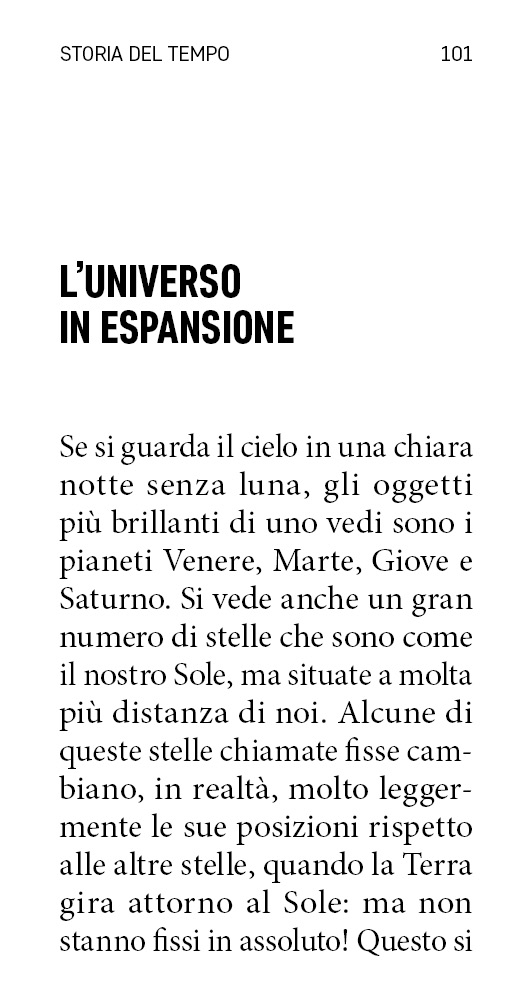 STORIA DEL TEMPO 101
L’UNIVERSO
IN ESPANSIONE
Se si guarda il cielo in una chiara
notte senza luna, gli oggetti
più brillanti di uno vedi sono i
pianeti Venere, Marte, Giove e
Saturno. Si vede anche un gran
numero di stelle che sono come
il nostro Sole, ma situate a molta
più distanza di noi. Alcune di
queste stelle chiamate fisse cam-
biano, in realtà, molto legger-
mente le sue posizioni rispetto
alle altre stelle, quando la Terra
gira attorno al Sole: ma non
stanno fissi in assoluto! Questo si